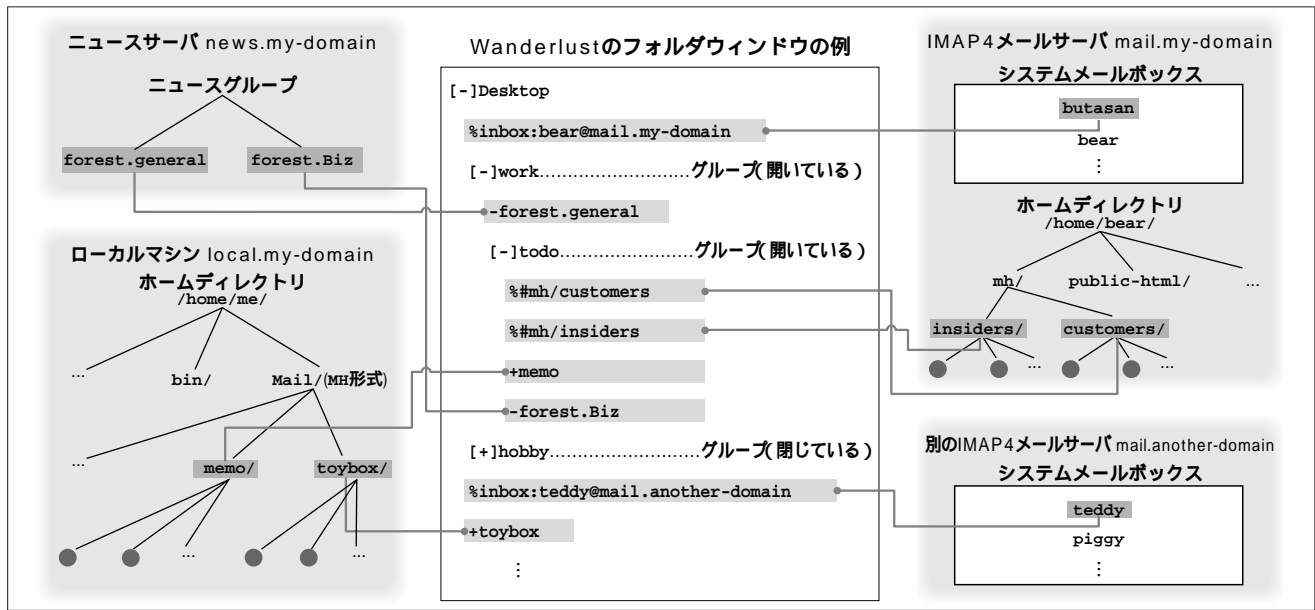 ニュースサーバ news.my-domain
ニュースグループ
forest.general
forest.Biz
ローカルマシン local.my-domain
ホームディレクトリ
/home/me/
...
bin/
Mail/(MH形式)
...
memo/
toybox/
...
...
Wanderlustのフォルダウィンドウの例
[-]Desktop
%inbox:bear@mail.my-domain
[-]work...........................グループ(開いている)
-forest.general
[-]todo.......................グループ(開いている)
%#mh/customers
%#mh/insiders
+memo
-forest.Biz
[+]hobby..........................グループ(閉じている)
%inbox:teddy@mail.another-domain
+toybox
⋮
IMAP4メールサーバ mail.my-domain
システムメールボックス
butasan
bear
⋮
ホームディレクトリ
/home/bear/
mh/
public-html/
...
insiders/
customers/
...
...
別のIMAP4メールサーバ mail.another-domain
システムメールボックス
teddy
piggy
⋮